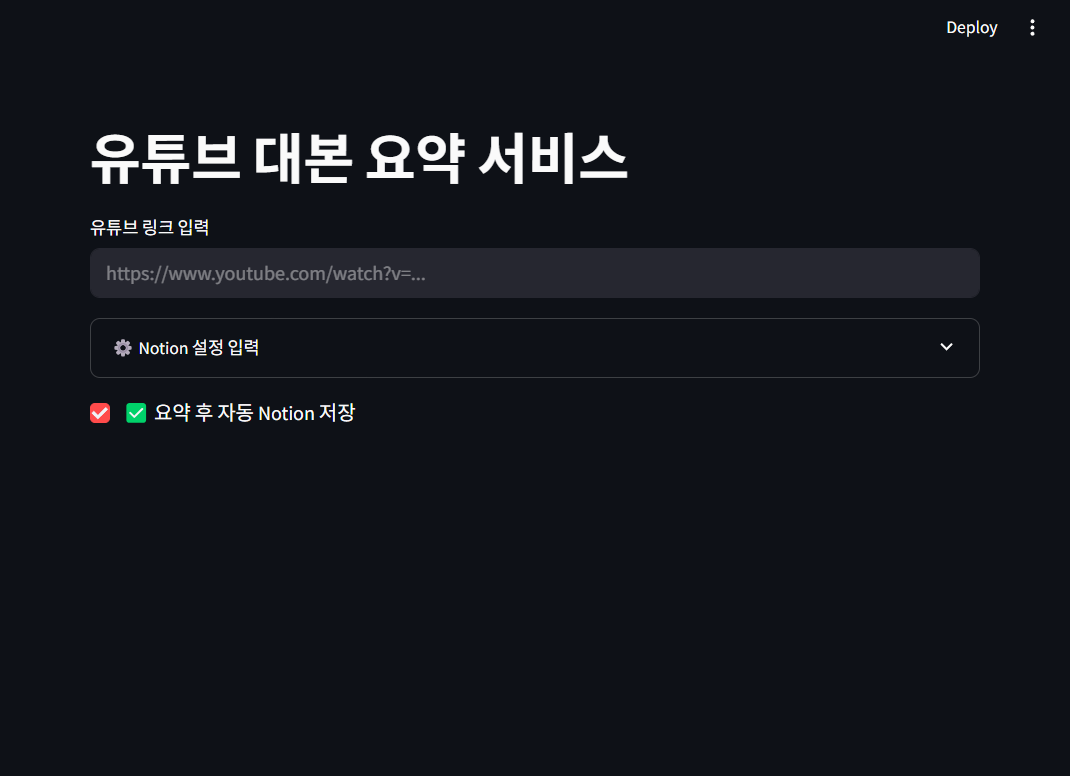 Deploy
유튜브 대본 요약 서비스
유튜브 링크 입력
https://www.youtube.com/watch?v=...
Notion 설정 입력
요약 후 자동 Notion 저장